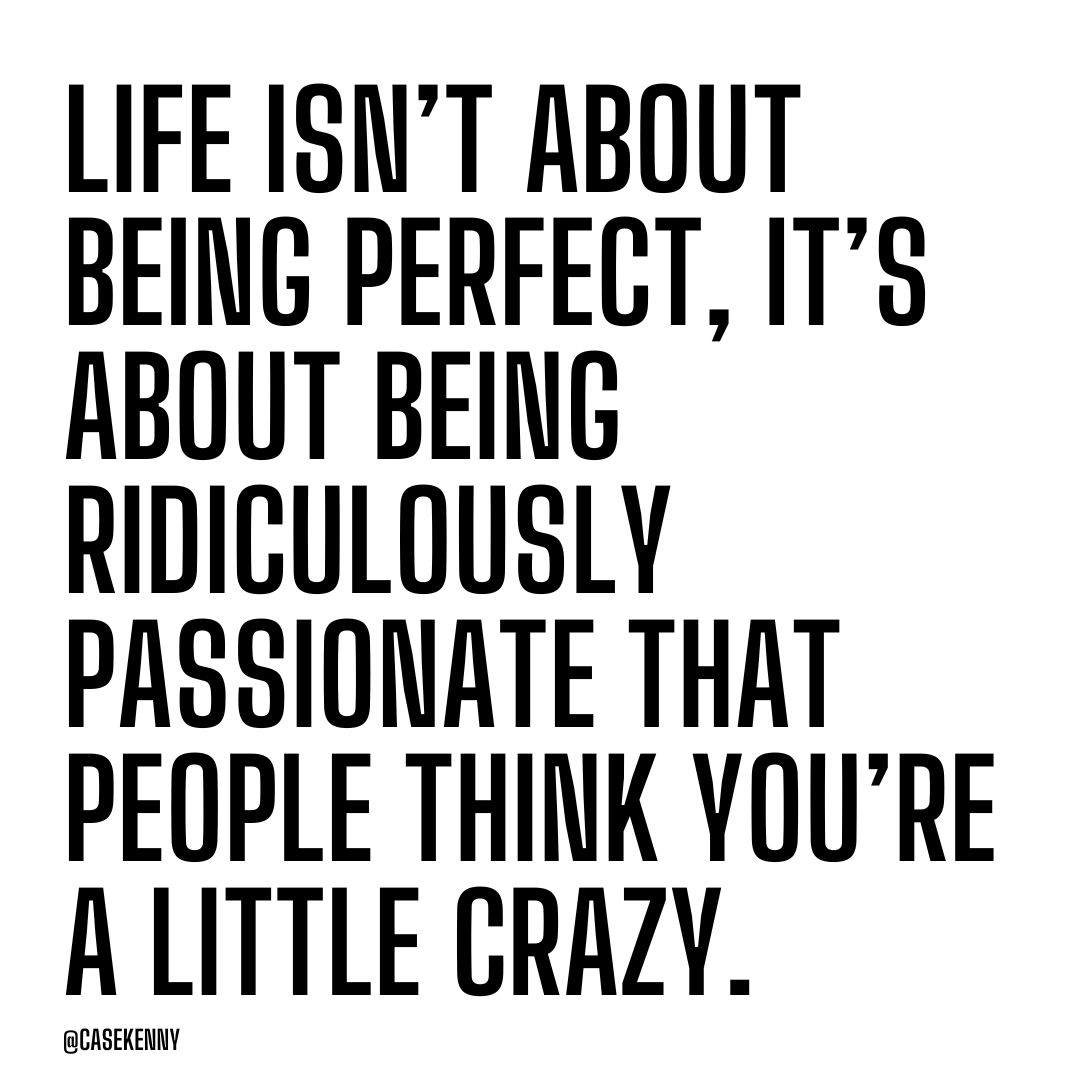 LIFE ISN’T ABOUT
BEING PERFECT, IT’S
ABOUT BEING
RIDICULOUSLY
PASSIONATE THAT
PEOPLE THINK YOU’RE
A LITTLE CRAZY.
@CASEKENNY